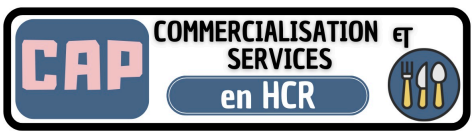 CAP
COMMERCIALISATION et
SERVICES
en HCR